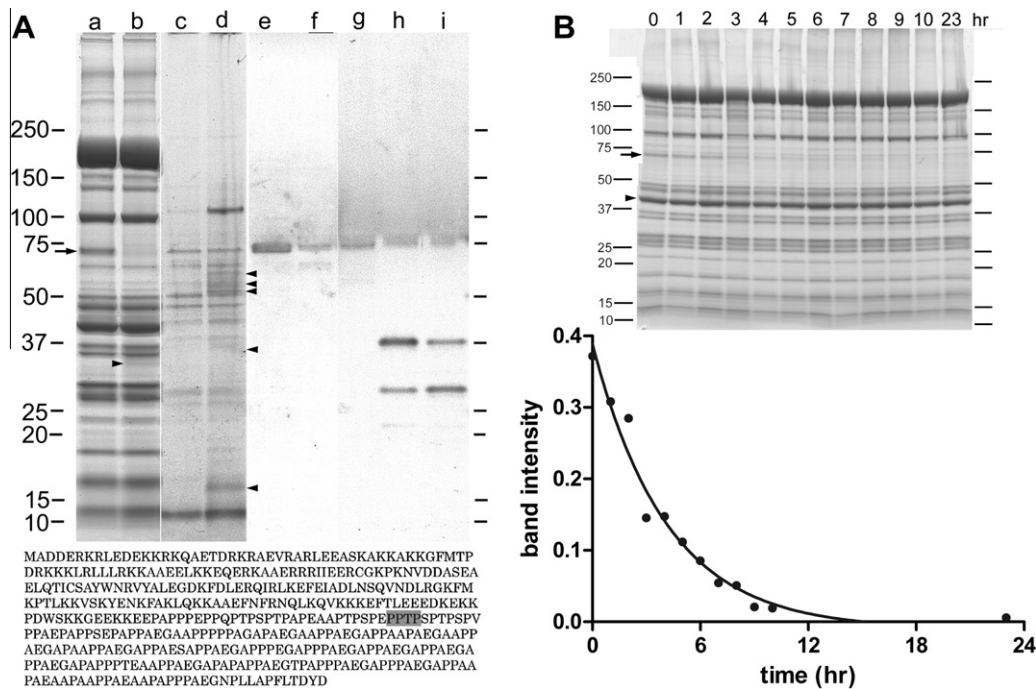 A
a b c d e f g h i
250
150
100
75
50
37
25
20
15
10
MADDERKRLEDEKKRKQAETDRKRAEVRARLEEASKAKKAKKGFMTP
DRKKKLRLLLRKKAAEELKKEQERKAAERRRIIEERCGKPKNVDDASEA
ELQTICSAYWNRVYALEGDKFDLERQIRLKEFEIADLNSQVNDLRGKFM
KPTLKKVSKYENKFAKLQKKAAEFNFRNQLKQVKKKEFTLEEEDKEKK
PDWSKKGEEKKEEPAPPPEPPQPTSPSTPAPEAAPTPSPEPPTPSPTPSPV
PPAEPAPPSEPAPPAEGAAPPPPPAGAPAEGAAPPAEGAPPAAPAEGAAPP
AEGAPAAPPAEGAPPAESAPPAEGAPPPEGAPPPAEGAPPAEGAPPAEGA
PPAEGAPAPPPTEAAPPAEGAPAPAPPAEGTAPPPAEGAPPPAEGAPPAA
PAEAAPAAPPAEAAPAPPPAEGNPLLAPFLTDYD
B
0 1 2 3 4 5 6 7 8 9 10 23 hr
250
150
100
75
50
37
25
20
15
10
band intensity
0.4
0.3
0.2
0.1
0.0
0 6 12 18 24
time (hr)